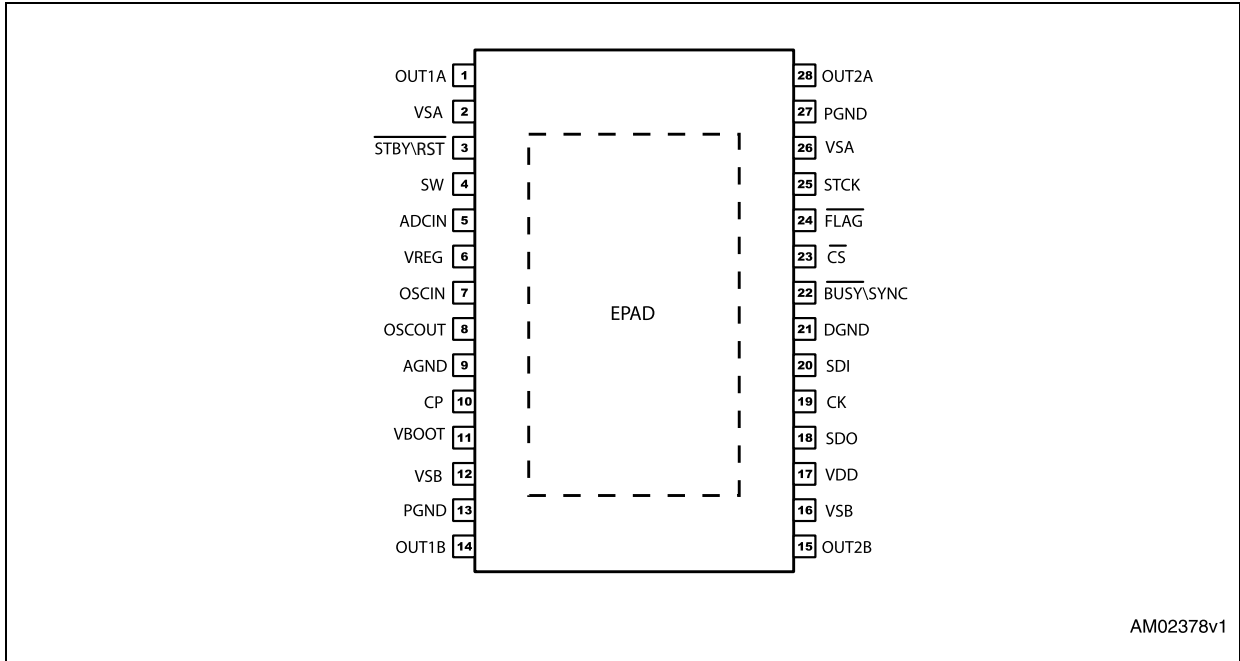 OUT1A 1
VSA 2
STBY\RST 3
SW 4
ADCIN 5
VREG 6
OSCIN 7
OSCOUT 8
AGND 9
CP 10
VBOOT 11
VSB 12
PGND 13
OUT1B 14
EPAD
28 OUT2A
27 PGND
26 VSA
25 STCK
24 FLAG
23 CS
22 BUSY\SYNC
21 DGND
20 SDI
19 CK
18 SDO
17 VDD
16 VSB
15 OUT2B
AM02378v1